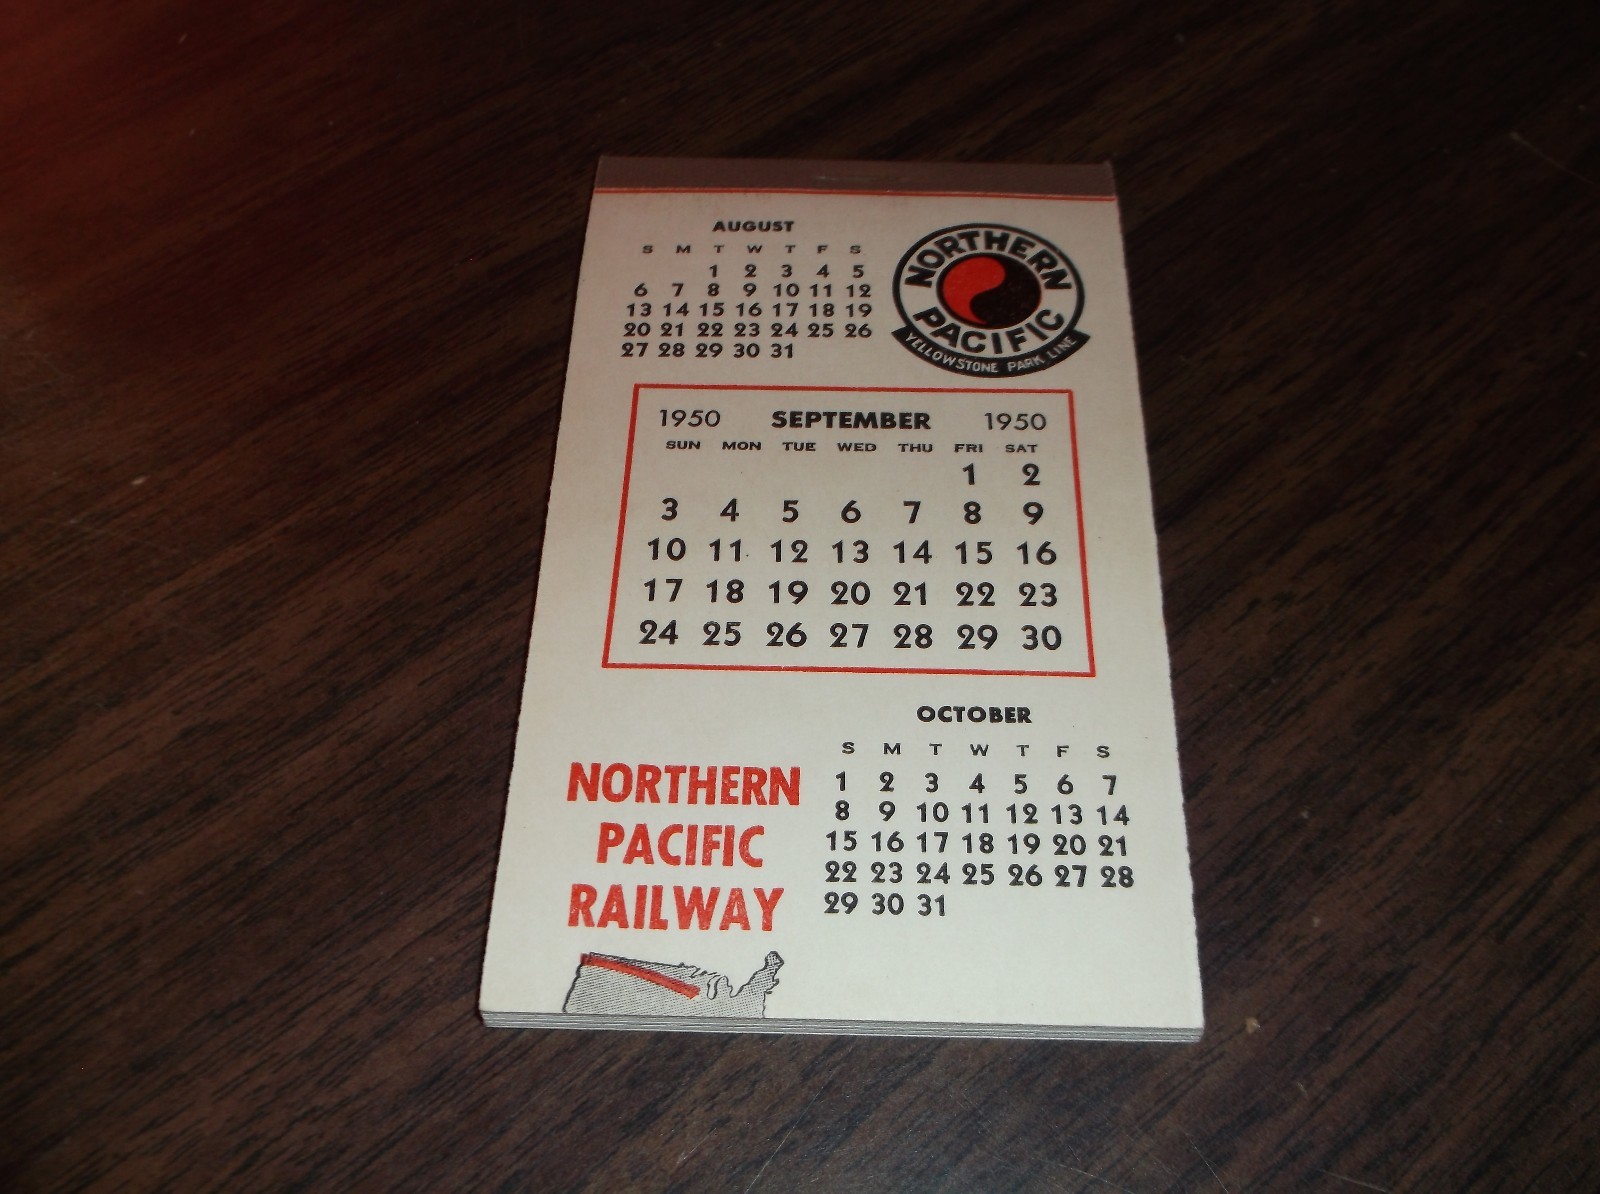 AUGUST
S M T W T F S
1 2 3 4 5
6 7 8 9 10 11 12
13 14 15 16 17 18 19
20 21 22 23 24 25 26
27 28 29 30 31
NORTHERN
PACIFIC
YELLOWSTONE PARK LINE
1950 SEPTEMBER 1950
SUN MON TUE WED THU FRI SAT
1 2
3 4 5 6 7 8 9
10 11 12 13 14 15 16
17 18 19 20 21 22 23
24 25 26 27 28 29 30
NORTHERN
PACIFIC
RAILWAY
OCTOBER
S M T W T F S
1 2 3 4 5 6 7
8 9 10 11 12 13 14
15 16 17 18 19 20 21
22 23 24 25 26 27 28
29 30 31